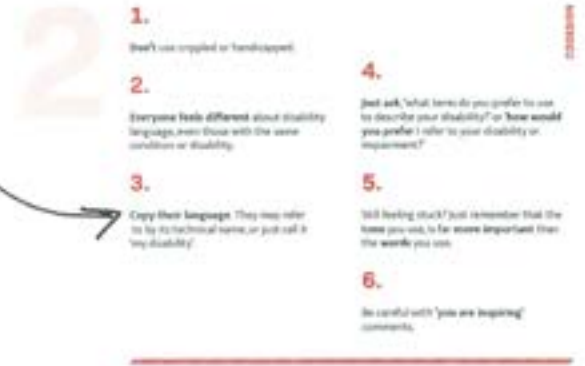 2
1.
Don't use crippled or handicapped.
2.
Everyone feels different about disability
language, even those with the same
condition or disability.
3.
Copy their language. They may refer
to by its technical name, or just call it
'my disability'.
4.
Just ask, 'what term do you prefer to use
to describe your disability?' or 'how would
you prefer I refer to your disability or
impairment?'
5.
Still feeling stuck? Just remember that the
tone you use, is far more important than
the words you use.
6.
Be careful with 'you are inspiring'
comments.